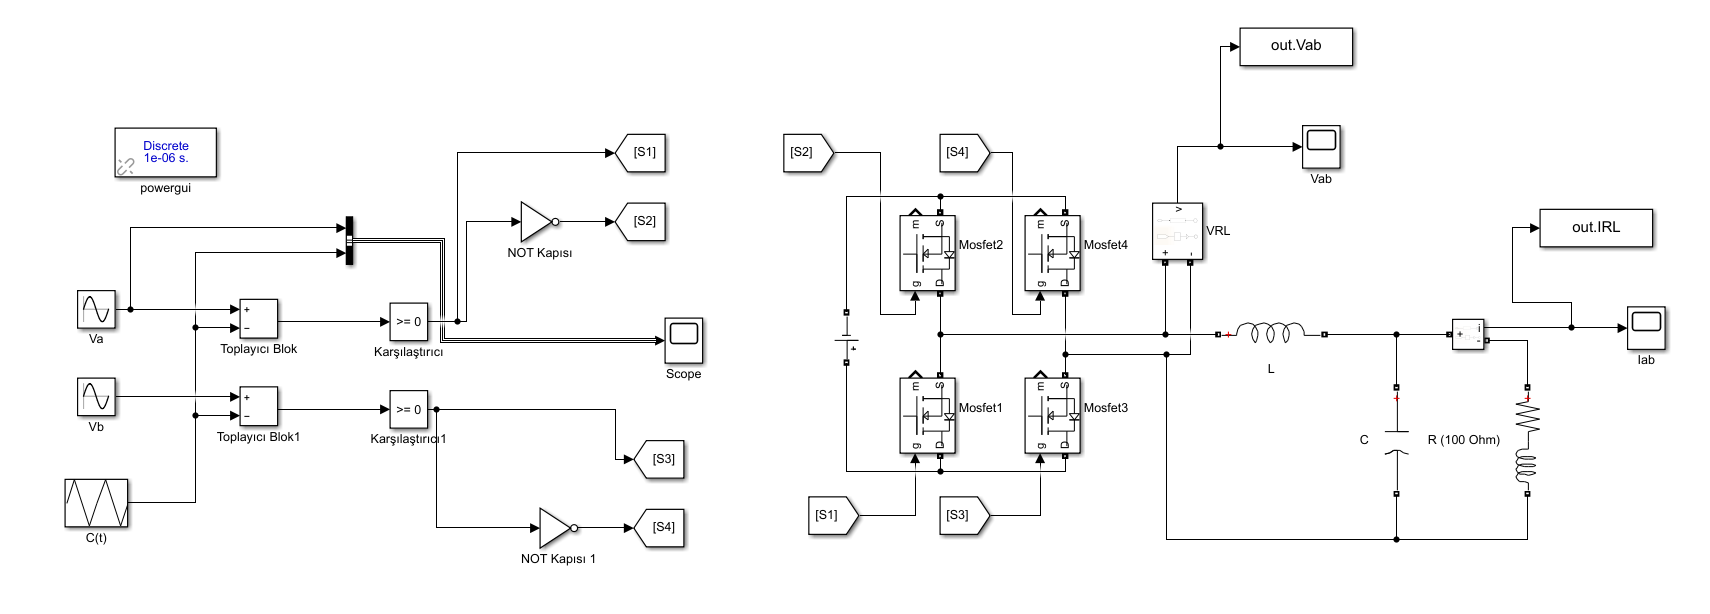 out.Vab
Discrete
1e-06 s.
powergui
[S1]
[S2]
NOT Kapısı
[S2]
[S4]
Vab
v
+
-
VRL
out.IRL
m
S
g
D
Mosfet2
m
S
g
D
Mosfet4
Va
+
−
Toplayıcı Blok
>= 0
Karşılaştırıcı
Scope
+
L
+
i
-
Iab
Vb
+
−
Toplayıcı Blok1
>= 0
Karşılaştırıcı1
m
S
g
D
Mosfet1
m
S
g
D
Mosfet3
+
C
+
R (100 Ohm)
+
[S3]
C(t)
[S4]
NOT Kapısı 1
[S1]
[S3]